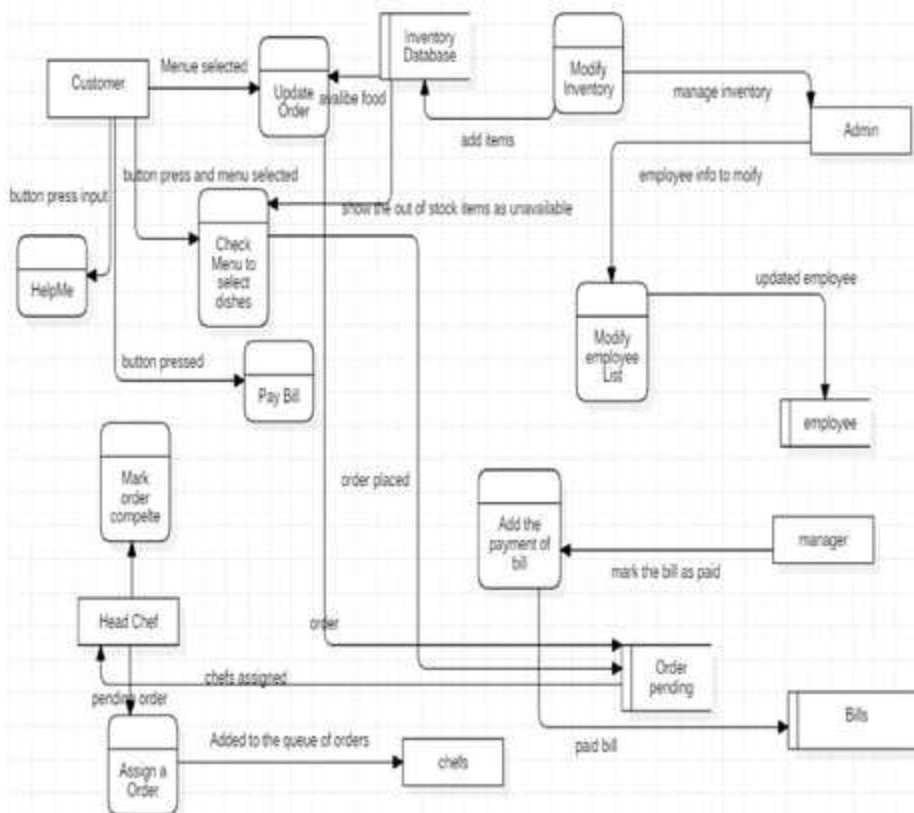 Inventory
Database
Menue selected
Customer
Update
Order
avalibe food
Modify
Inventory
manage inventory
Admin
add items
button press input
button press and menu selected
employee info to moify
show the out of stock items as unavailable
Check
Menu to
select
dishes
HelpMe
updated employee
Modify
employee
List
button pressed
Pay Bill
employee
Mark
order
compelte
order placed
Add the
payment of
bill
manager
mark the bill as paid
Head Chef
order
Order
pending
chefs assigned
pending order
Bills
Added to the queue of orders
paid bill
Assign a
Order
chefs